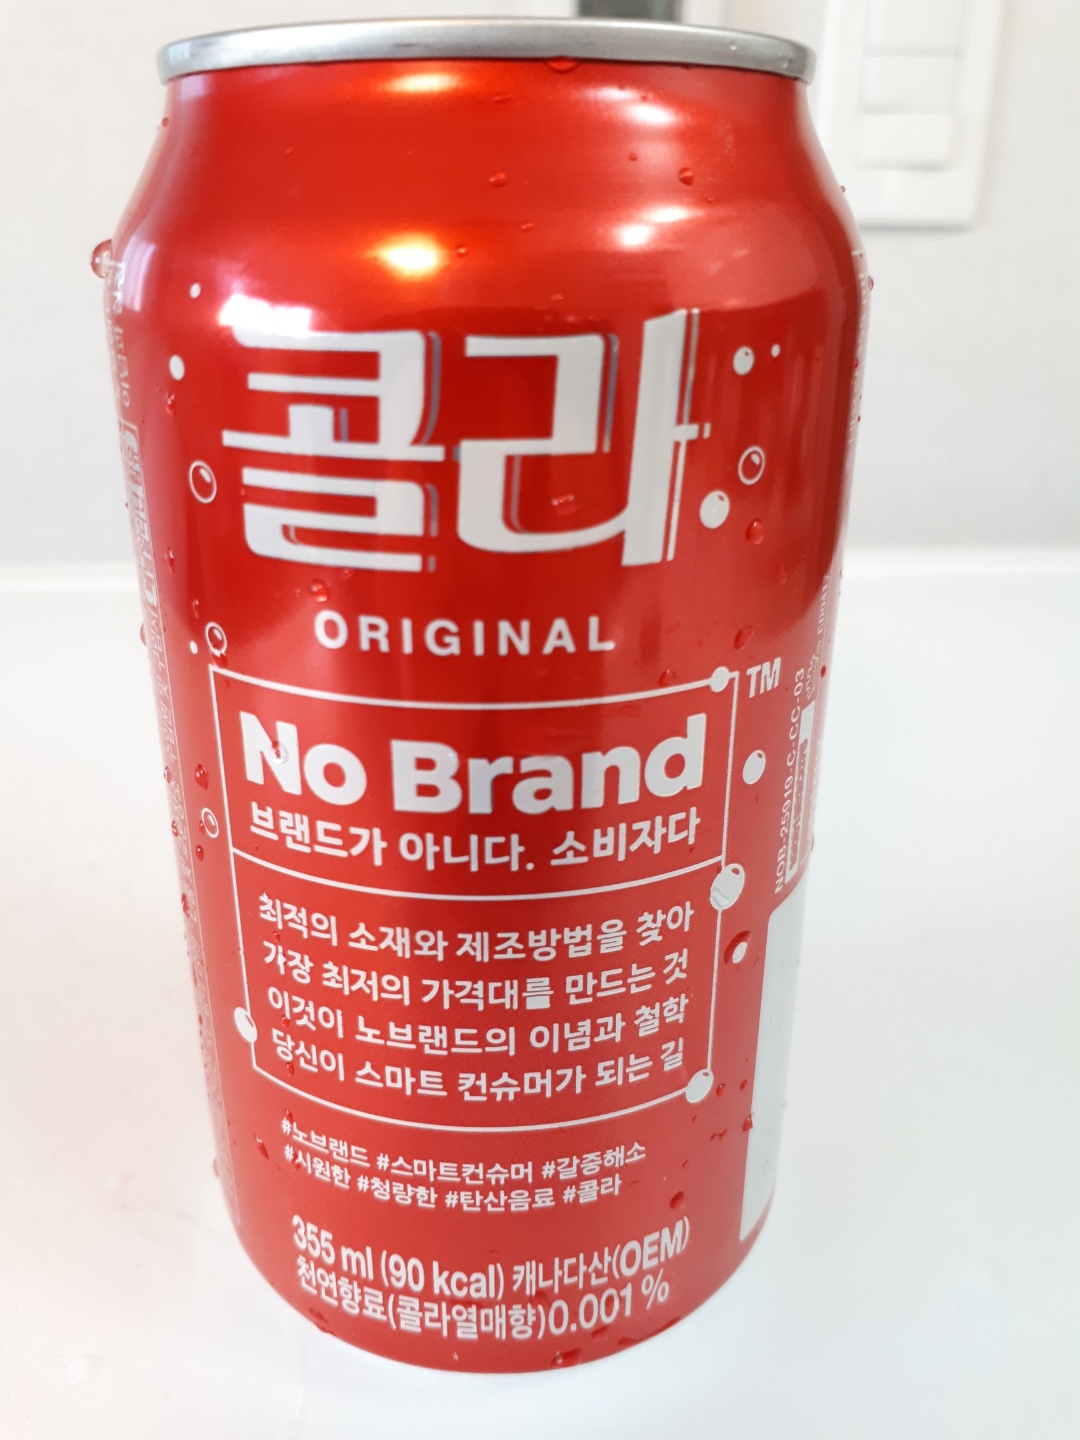 콜라
ORIGINAL
TM
No Brand
브랜드가 아니다. 소비자다
최적의 소재와 제조방법을 찾아
가장 최저의 가격대를 만드는 것
이것이 노브랜드의 이념과 철학
당신이 스마트 컨슈머가 되는 길
#노브랜드 #스마트컨슈머 #갈증해소
#시원한 #청량한 #탄산음료 #콜라
355 ml (90 kcal) 캐나다산(OEM)
천연향료(콜라열매향)0.001%
NOB-25919-C-CC-03